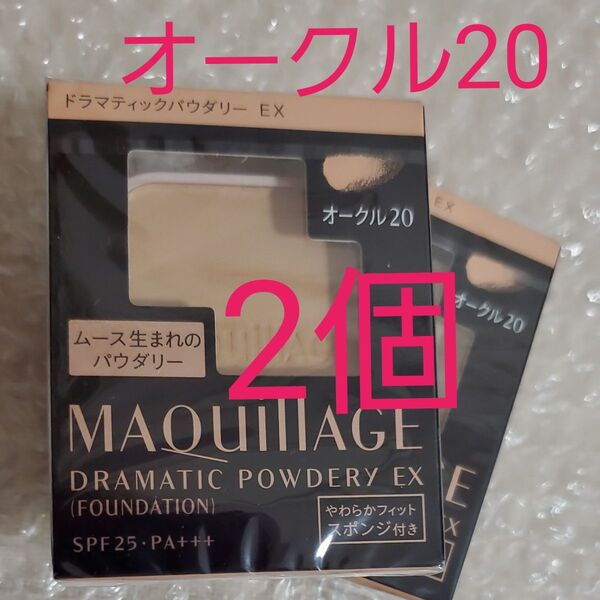 オークル20
ドラマティックパウダリー EX
オークル20
2個
ムース生まれの
パウダリー
MAQuillAGE
DRAMATIC POWDERY EX
(FOUNDATION)
やわらかフィット
スポンジ付き
SPF25・PA+++
EX
オークル20
GE
EX